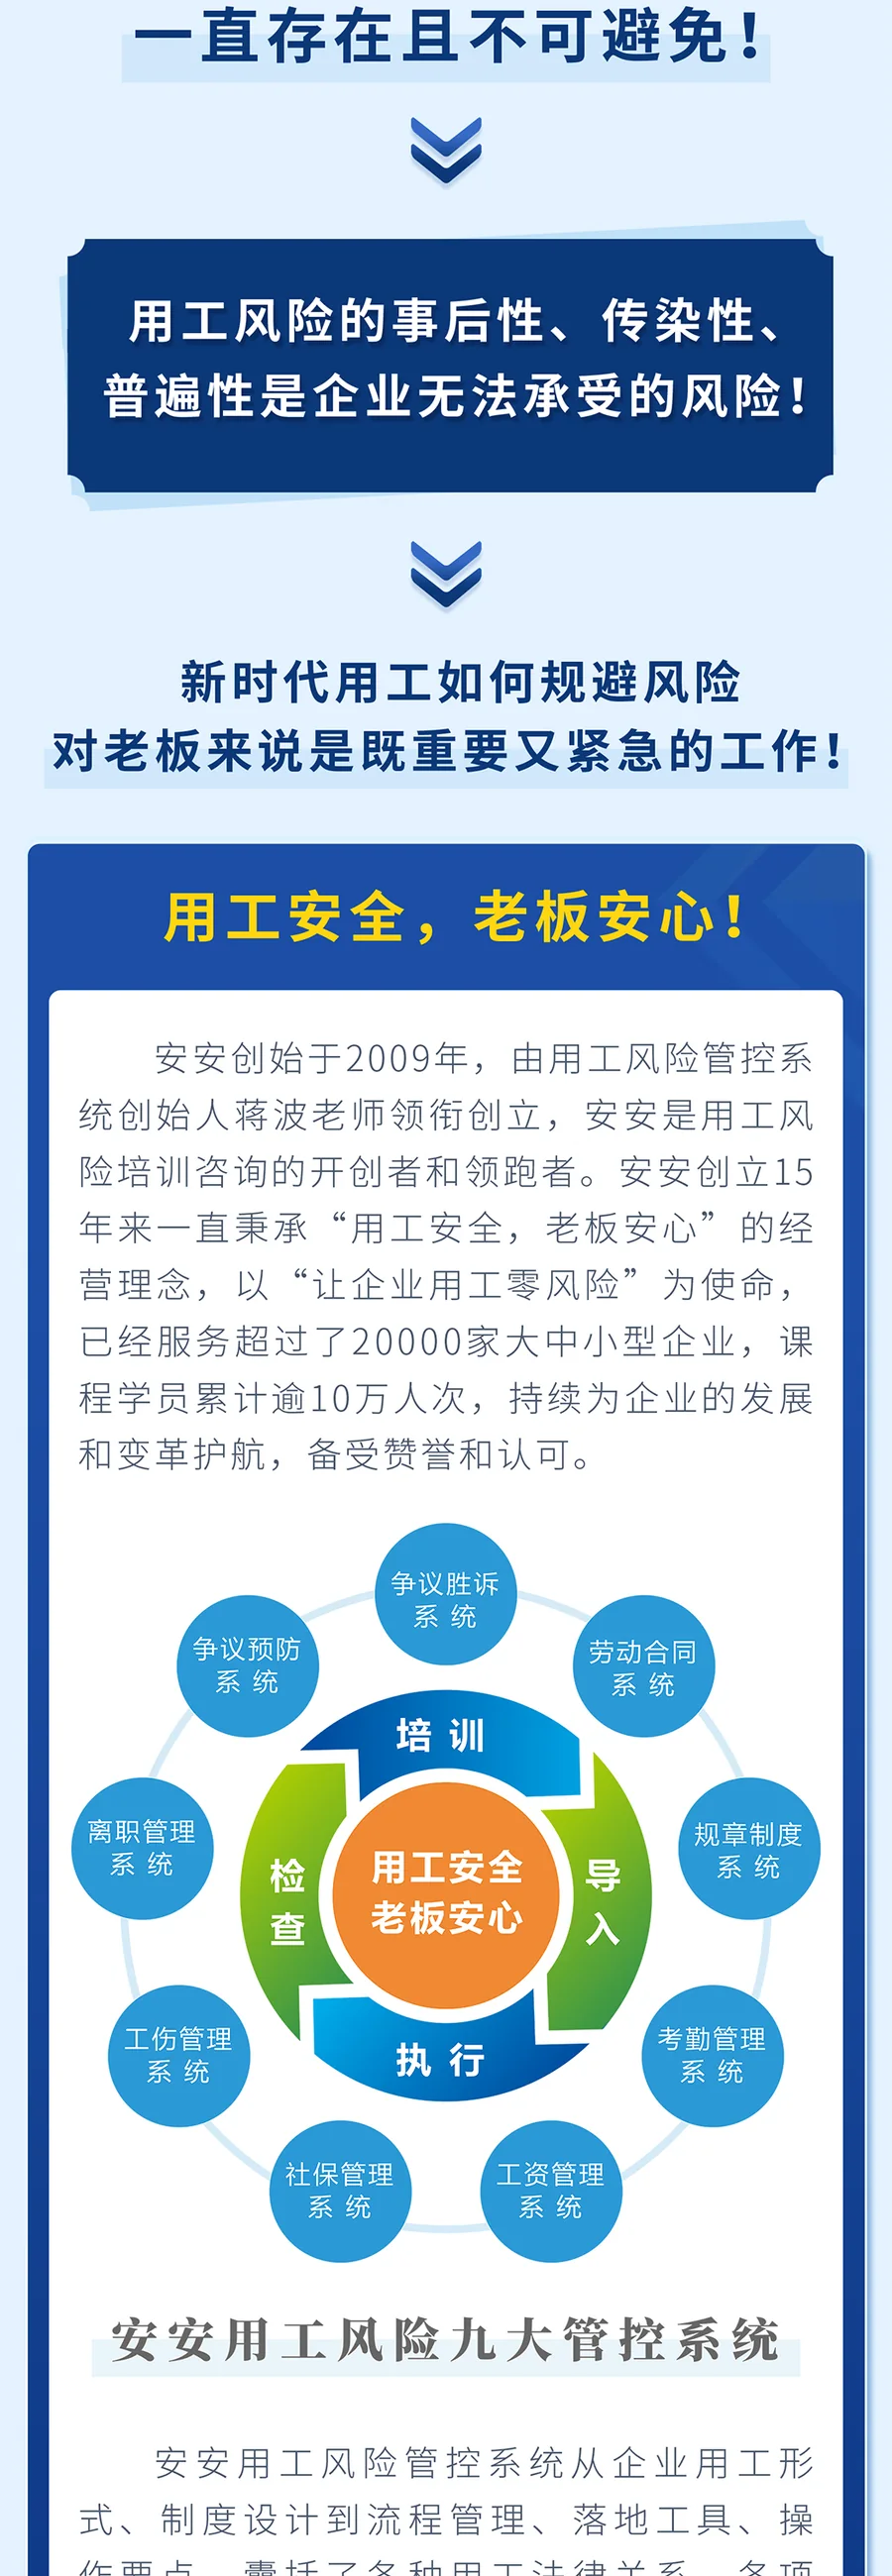 一直存在且不可避免！
用工风险的事后性、传染性、
普遍性是企业无法承受的风险！
新时代用工如何规避风险
对老板来说是既重要又紧急的工作！
用工安全，老板安心！
安安创始于2009年，由用工风险管控系
统创始人蒋波老师领衔创立，安安是用工风
险培训咨询的开创者和领跑者。安安创立15
年来一直秉承“用工安全，老板安心”的经
营理念，以“让企业用工零风险”为使命，
已经服务超过了20000家大中小型企业，课
程学员累计逾10万人次，持续为企业的发展
和变革护航，备受赞誉和认可。
争议胜诉
系 统
争议预防
系 统
劳动合同
系 统
培 训
离职管理
系 统
规章制度
系 统
检
查
用工安全
老板安心
导
入
工伤管理
系 统
考勤管理
系 统
执 行
社保管理
系 统
工资管理
系 统
安安用工风险九大管控系统
安安用工风险管控系统从企业用工形
式、制度设计到流程管理、落地工具、操
作要点，囊括了各种用工法律关系、各项